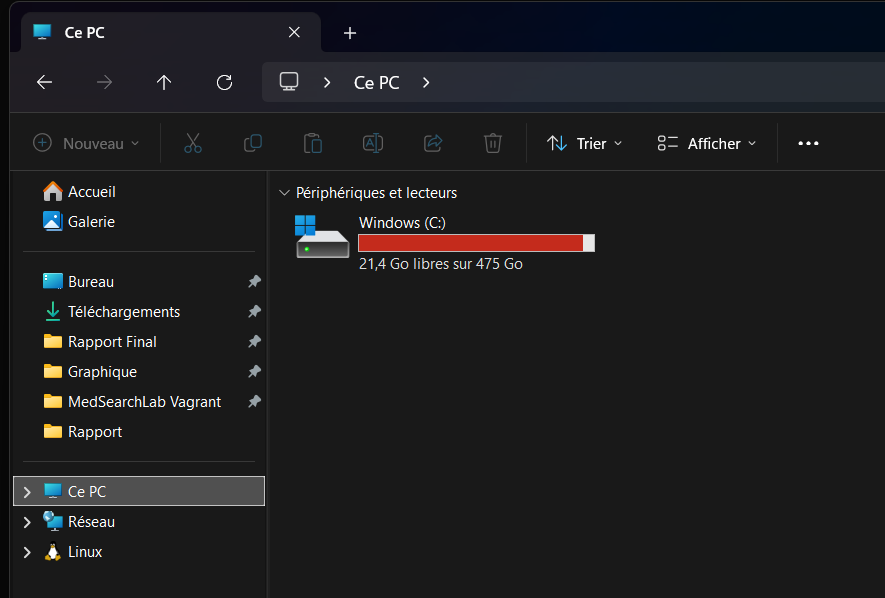 Ce PC
Ce PC
Nouveau
Trier
Afficher
Accueil
Galerie
Bureau
Téléchargements
Rapport Final
Graphique
MedSearchLab Vagrant
Rapport
Ce PC
Réseau
Linux
Périphériques et lecteurs
Windows (C:)
21,4 Go libres sur 475 Go